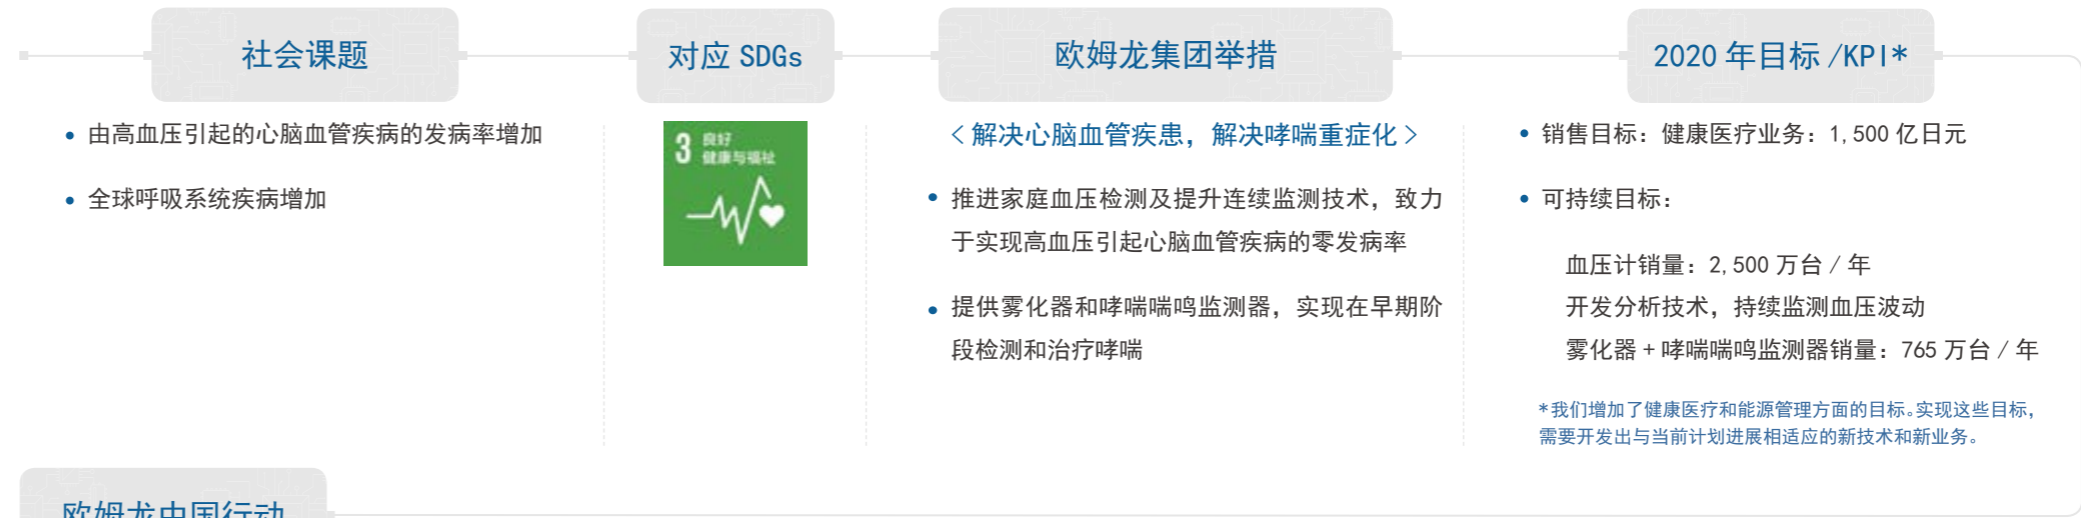 社会课题
对应 SDGs
欧姆龙集团举措
2020 年目标 /KPI*
• 由高血压引起的心脑血管疾病的发病率增加
• 全球呼吸系统疾病增加
3 良好
健康与福祉
<解决心脑血管疾患，解决哮喘重症化>
• 推进家庭血压检测及提升连续监测技术，致力
于实现高血压引起心脑血管疾病的零发病率
• 提供雾化器和哮喘喘鸣监测器，实现在早期阶
段检测和治疗哮喘
• 销售目标：健康医疗业务：1,500 亿日元
• 可持续目标：
血压计销量：2,500 万台 / 年
开发分析技术，持续监测血压波动
雾化器 + 哮喘喘鸣监测器销量：765 万台 / 年
*我们增加了健康医疗和能源管理方面的目标。实现这些目标，
需要开发出与当前计划进展相适应的新技术和新业务。
欧姆龙中国行动